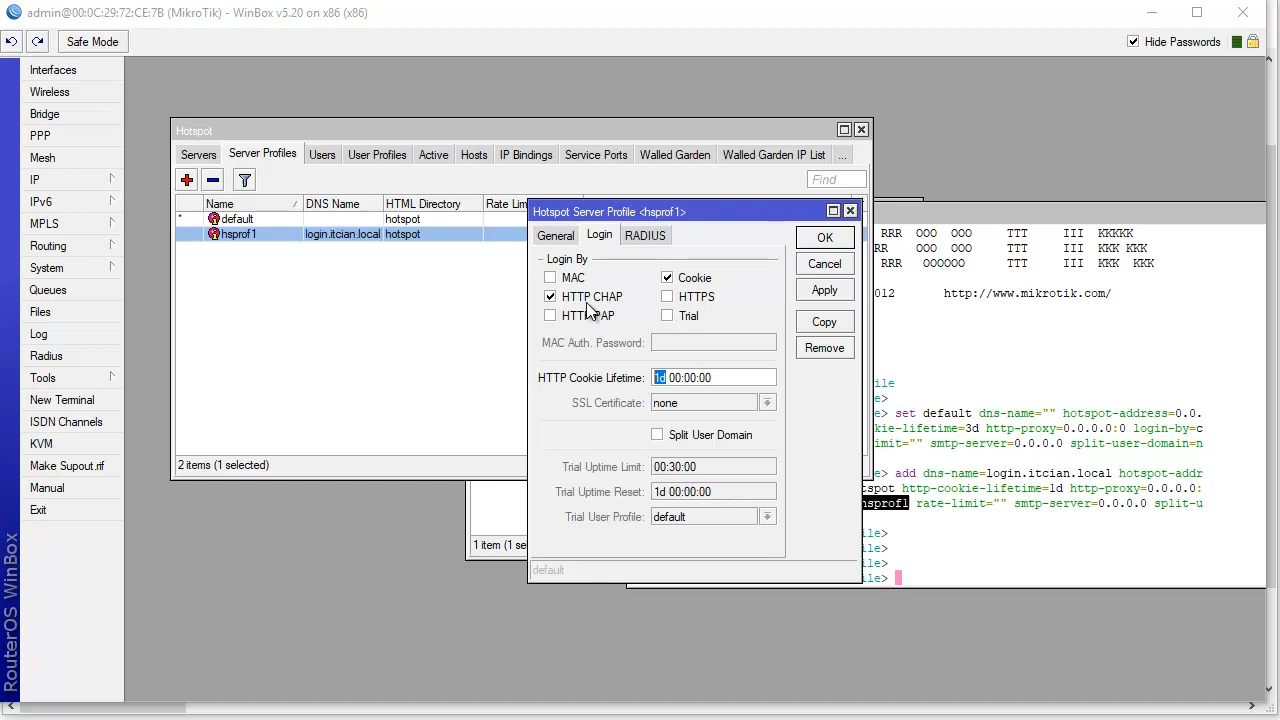 admin@00:0C:29:72:CE:7B (MikroTik) - WinBox v5.20 on x86 (x86)
Safe Mode
Hide Passwords
Interfaces
Wireless
Bridge
PPP
Mesh
IP
IPv6
MPLS
Routing
System
Queues
Files
Log
Radius
Tools
New Terminal
ISDN Channels
KVM
Make Supout.rif
Manual
Exit
RouterOS WinBox
Hotspot
Servers
Server Profiles
Users
User Profiles
Active
Hosts
IP Bindings
Service Ports
Walled Garden
Walled Garden IP List
...
Find
Name
DNS Name
HTML Directory
Rate Lim
* default hotspot
hsprof1 login.itcian.local hotspot
2 items (1 selected)
1 item (1 se
Hotspot Server Profile <hsprof1>
General
Login
RADIUS
Login By
MAC
Cookie
HTTP CHAP
HTTPS
Trial
MAC Auth. Password:
HTTP Cookie Lifetime: 1d 00:00:00
SSL Certificate: none
Split User Domain
Trial Uptime Limit: 00:30:00
Trial Uptime Reset: 1d 00:00:00
Trial User Profile: default
default
OK
Cancel
Apply
Copy
Remove
RRR OOO OOO TTT III KKKKK
RR OOO OOO TTT III KKK KKK
RRR OOOOOO TTT III KKK KKK
012 http://www.mikrotik.com/
ile
e>
e> set default dns-name="" hotspot-address=0.0.
kie-lifetime=3d http-proxy=0.0.0.0:0 login-by=c
imit="" smtp-server=0.0.0.0 split-user-domain=n
e> add dns-name=login.itcian.local hotspot-addr
tspot http-cookie-lifetime=1d http-proxy=0.0.0.0:
hsprof1 rate-limit="" smtp-server=0.0.0.0 split-u
ile>
ile>
ile>
ile>